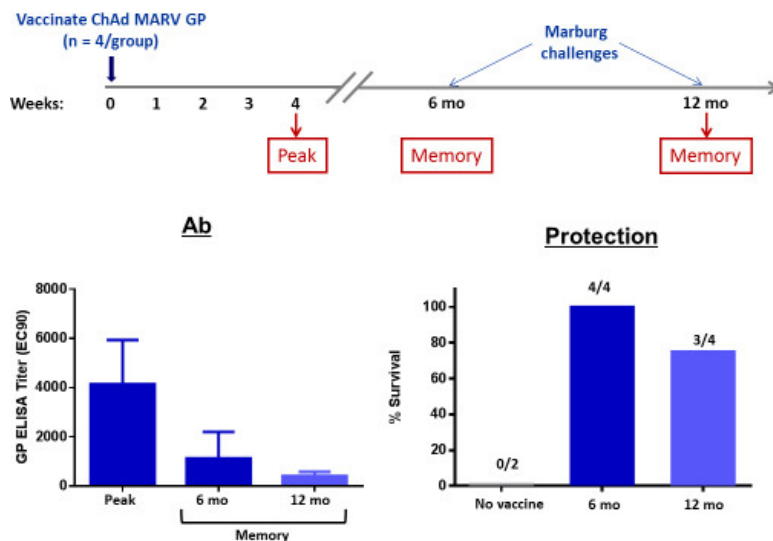 Vaccinate ChAd MARV GP
(n = 4/group)
Marburg
challenges
Weeks: 0 1 2 3 4 6 mo 12 mo
Peak Memory Memory
Ab
Protection
GP ELISA Titer (EC90)
8000
6000
4000
2000
0
Peak 6 mo 12 mo
Memory
% Survival
100
80
60
40
20
0
0/2
4/4
3/4
No vaccine 6 mo 12 mo